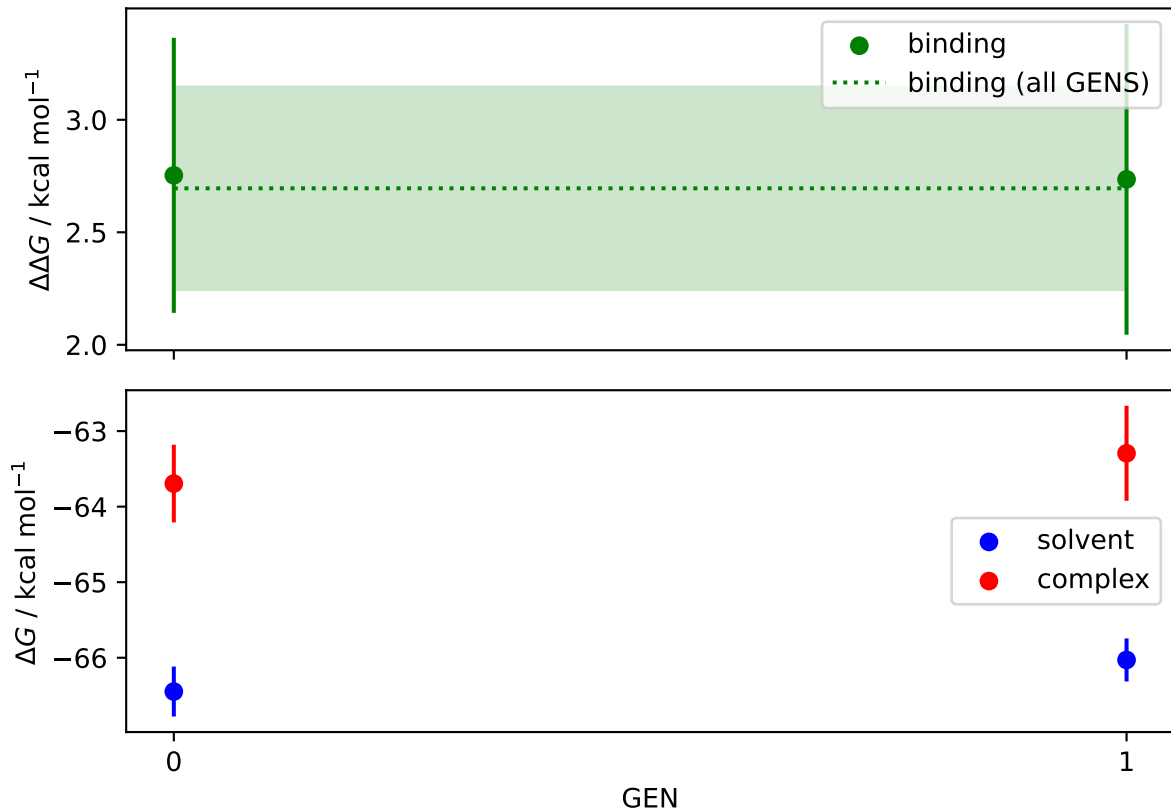 binding
binding (all GENS)
3.0
2.5
2.0
ΔΔG / kcal mol⁻¹
−63
−64
−65
−66
ΔG / kcal mol⁻¹
solvent
complex
0 1
GEN